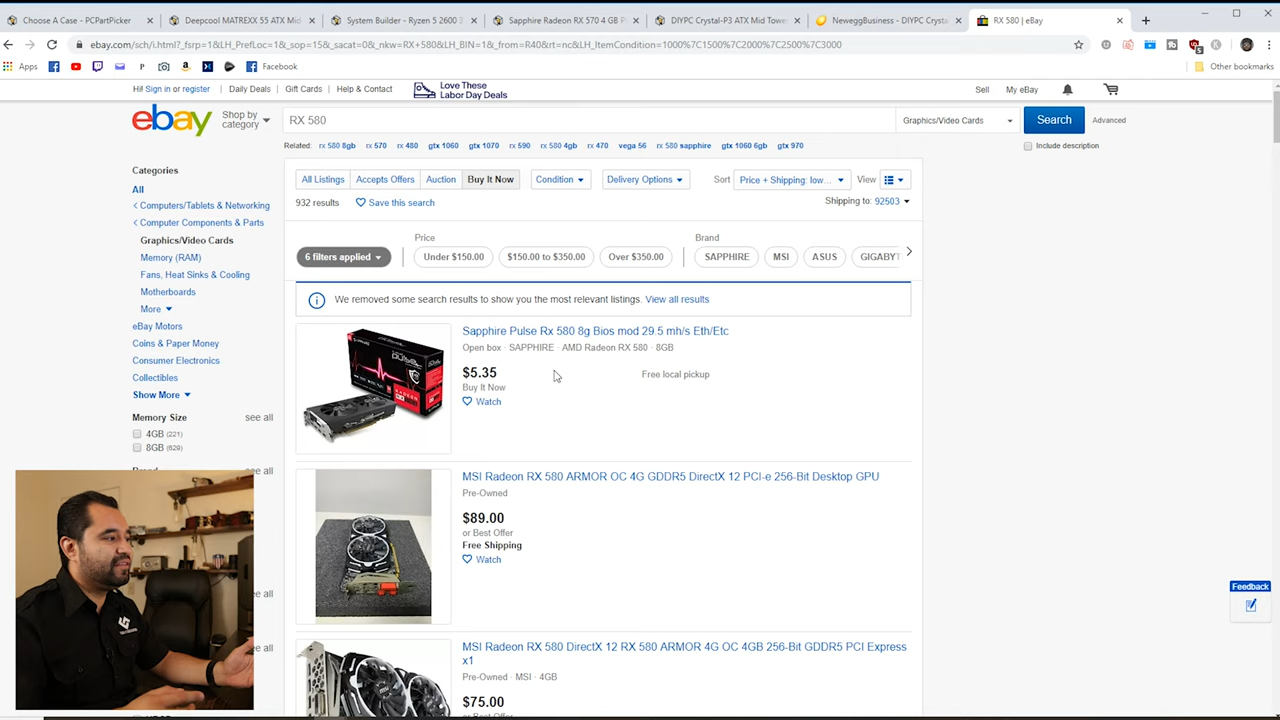 Choose A Case - PCPartPicker
Deepcool MATREXX 55 ATX Mid
System Builder - Ryzen 5 2600 3
Sapphire Radeon RX 570 4 GB P
DIYPC Crystal-P3 ATX Mid Tower
NeweggBusiness - DIYPC Crysta
RX 580 | eBay
ebay.com/sch/i.html?_fsrp=1&LH_PrefLoc=1&_sop=15&_sacat=0&_nkw=RX+580&LH_BIN=1&_from=R40&rt=nc&LH_ItemCondition=1000%7C1500%7C2000%7C2500%7C3000
Apps
Facebook
Other bookmarks
Hi! Sign in or register
Daily Deals
Gift Cards
Help & Contact
Love These
Labor Day Deals
Sell
My eBay
ebay
Shop by
category
RX 580
Graphics/Video Cards
Search
Advanced
Related: rx 580 8gb rx 570 rx 480 gtx 1060 gtx 1070 rx 590 rx 580 4gb rx 470 vega 56 rx 580 sapphire gtx 1060 6gb gtx 970
Include description
Categories
All
< Computers/Tablets & Networking
< Computer Components & Parts
Graphics/Video Cards
Memory (RAM)
Fans, Heat Sinks & Cooling
Motherboards
More
eBay Motors
Coins & Paper Money
Consumer Electronics
Collectibles
Show More
Memory Size
see all
4GB (221)
8GB (629)
see all
see all
see all
All Listings
Accepts Offers
Auction
Buy It Now
Condition
Delivery Options
Sort
Price + Shipping: low...
View
932 results
Save this search
Shipping to: 92503
6 filters applied
Price
Under $150.00
$150.00 to $350.00
Over $350.00
Brand
SAPPHIRE
MSI
ASUS
GIGABYT
We removed some search results to show you the most relevant listings. View all results
Sapphire Pulse Rx 580 8g Bios mod 29.5 mh/s Eth/Etc
Open box · SAPPHIRE · AMD Radeon RX 580 · 8GB
$5.35
Free local pickup
Buy It Now
Watch
MSI Radeon RX 580 ARMOR OC 4G GDDR5 DirectX 12 PCI-e 256-Bit Desktop GPU
Pre-Owned
$89.00
or Best Offer
Free Shipping
Watch
MSI Radeon RX 580 DirectX 12 RX 580 ARMOR 4G OC 4GB 256-Bit GDDR5 PCI Express
x1
Pre-Owned · MSI · 4GB
$75.00
or Best Offer
Feedback